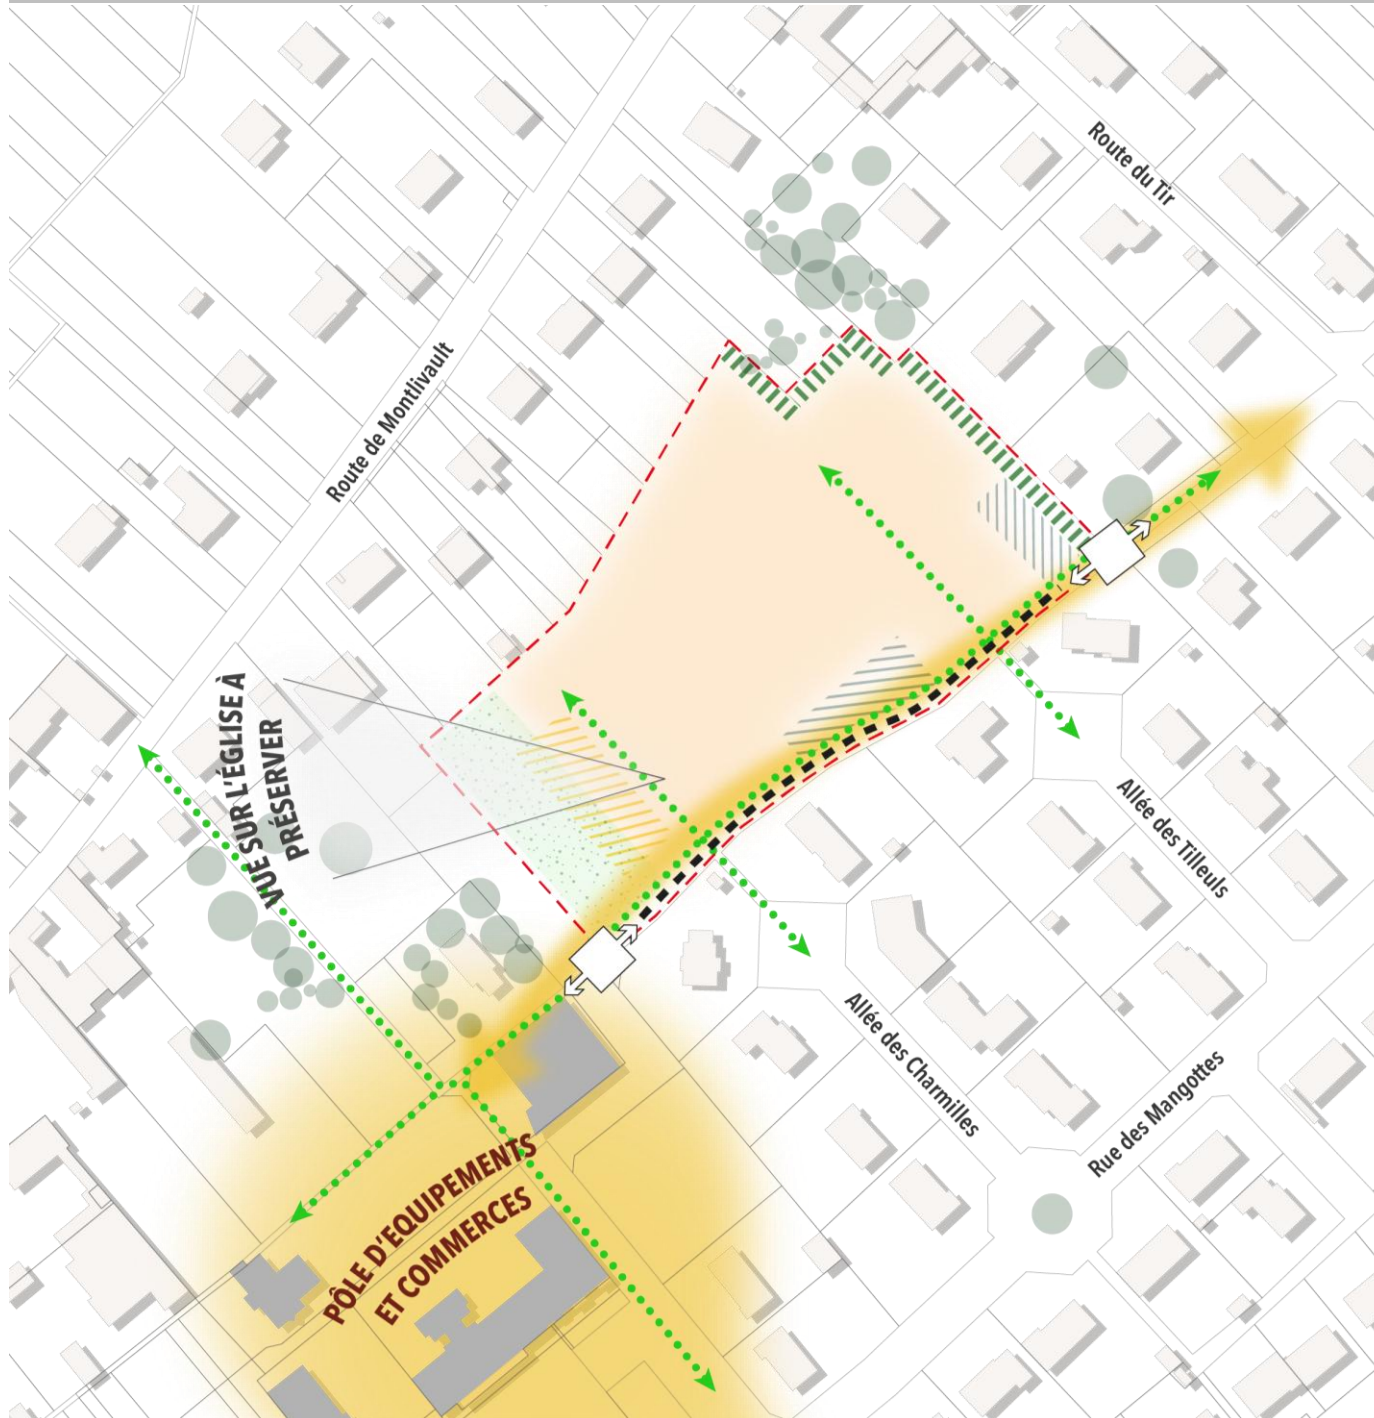 Route du Tir
Route de Montlivault
VUE SUR L'ÉGLISE À
PRÉSERVER
Allée des Tilleuls
Allée des Charmilles
Rue des Mangottes
PÔLE D'EQUIPEMENTS
ET COMMERCES